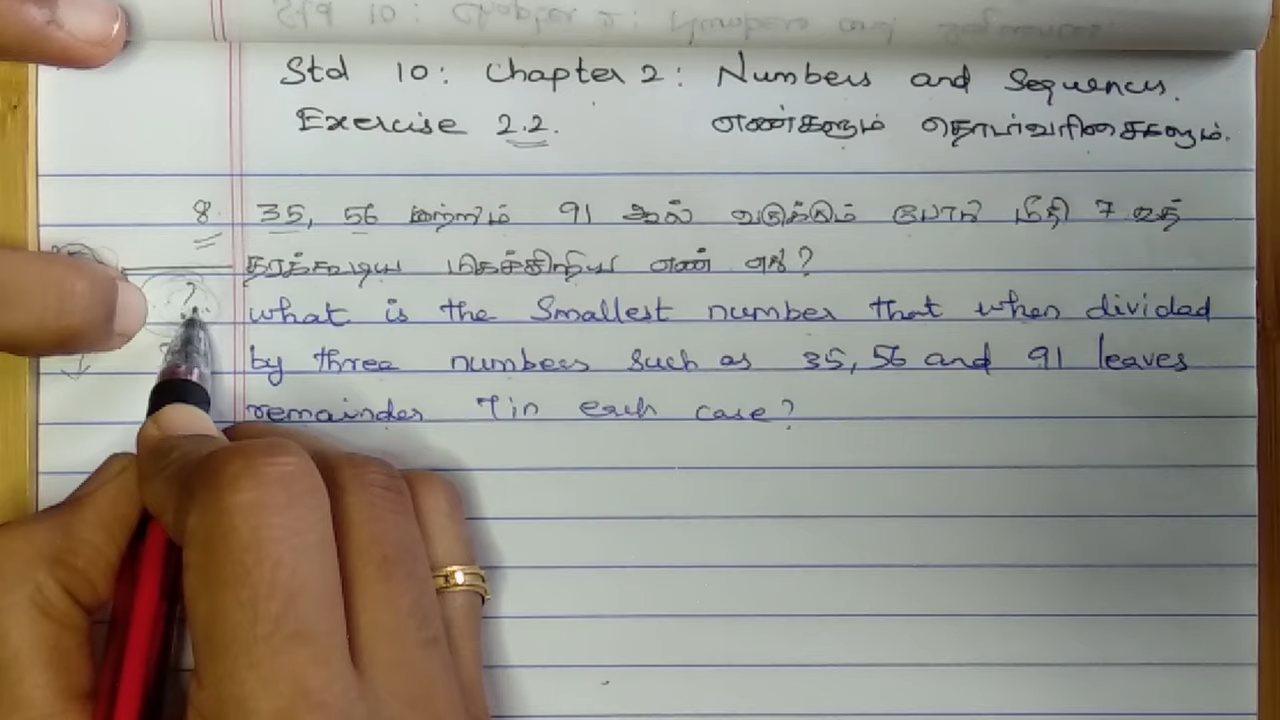 Std 10: Chapter 2: Numbers and Sequences.
Exercise 2.2. எண்களும் தொடர்வரிசைகளும்.
8. 35, 56 மற்றும் 91 ஆல் வகுக்கும் போது மீதி 7 ஐத்
தரக்கூடிய மிகச்சிறிய எண் எது?
What is the Smallest number that when divided
by three numbers such as 35, 56 and 91 leaves
remainder 7 in each case?